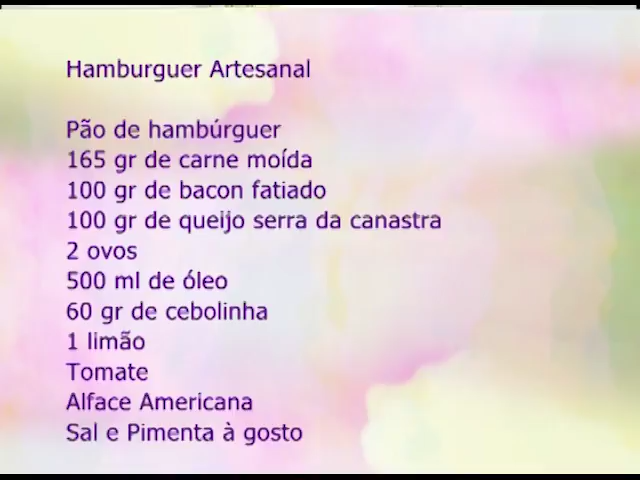 Hamburguer Artesanal
Pão de hambúrguer
165 gr de carne moída
100 gr de bacon fatiado
100 gr de queijo serra da canastra
2 ovos
500 ml de óleo
60 gr de cebolinha
1 limão
Tomate
Alface Americana
Sal e Pimenta à gosto